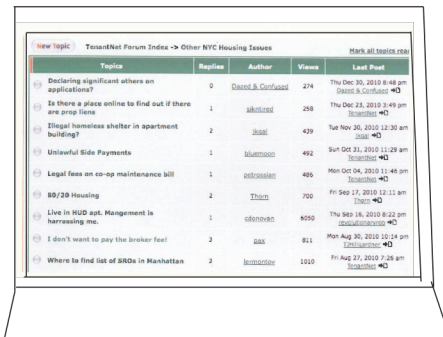 New Topic TenantNet Forum Index -> Other NYC Housing Issues Mark all topics read
Topics Replies Author Views Last Post
Declaring significant others on applications? 0 Dazed & Confused 274 Thu Dec 30, 2010 8:48 pm
Dazed & Confused
Is there a place online to find out if there are prop liens 1 sikntired 258 Thu Dec 23, 2010 3:49 pm
TenantNet
Illegal homeless shelter in apartment building? 2 439 Tue Nov 30, 2010 12:30 am
Unlawful Side Payments 1 bluemoon 492 Sun Oct 31, 2010 11:29 am
TenantNet
Legal fees on co-op maintenance bill 1 petrossian 486 Mon Oct 04, 2010 11:46 pm
TenantNet
80/20 Housing 2 Thorn 700 Fri Sep 17, 2010 12:11 am
Thorn
Live in HUD apt. Mangement is harrassing me. 1 cdonovan 6050 Thu Sep 16, 2010 8:22 pm
I don't want to pay the broker fee! 3 pax 811 Mon Aug 30, 2010 10:14 pm
TJHilgardner
Where to find list of SROs in Manhattan 2 lermontov 1010 Fri Aug 27, 2010 7:26 am
TenantNet